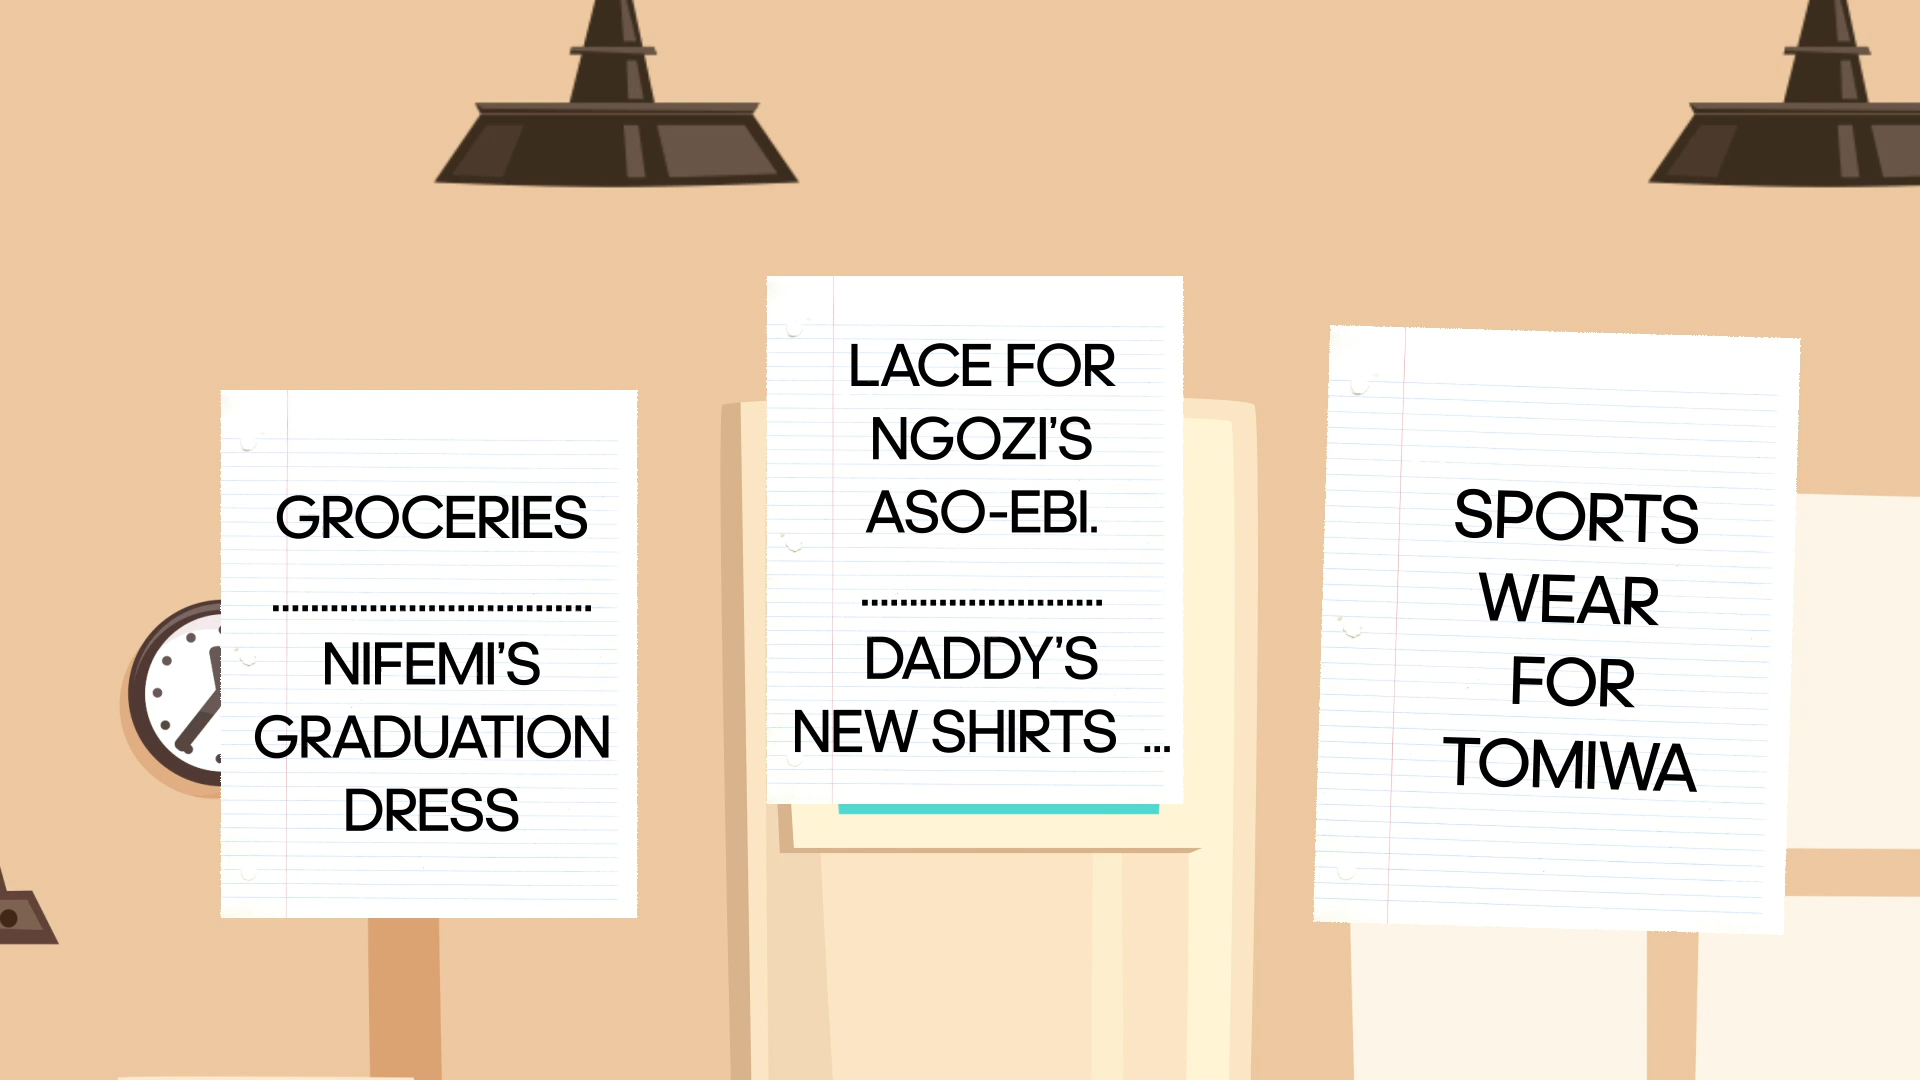 GROCERIES
.................................
NIFEMI’S
GRADUATION
DRESS
LACE FOR
NGOZI’S
ASO-EBI.
.........................
DADDY’S
NEW SHIRTS ...
SPORTS
WEAR
FOR
TOMIWA